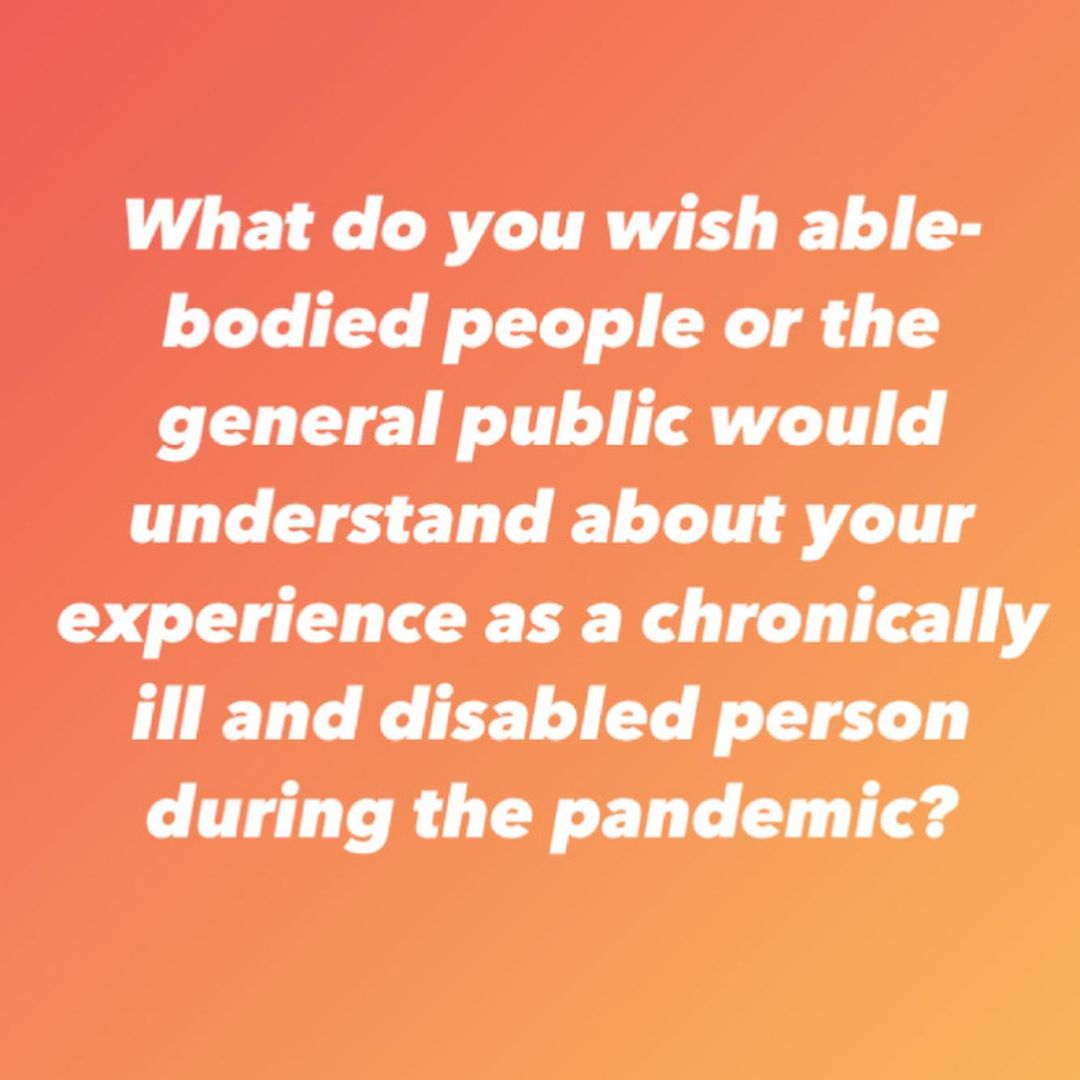 What do you wish able-
bodied people or the
general public would
understand about your
experience as a chronically
ill and disabled person
during the pandemic?